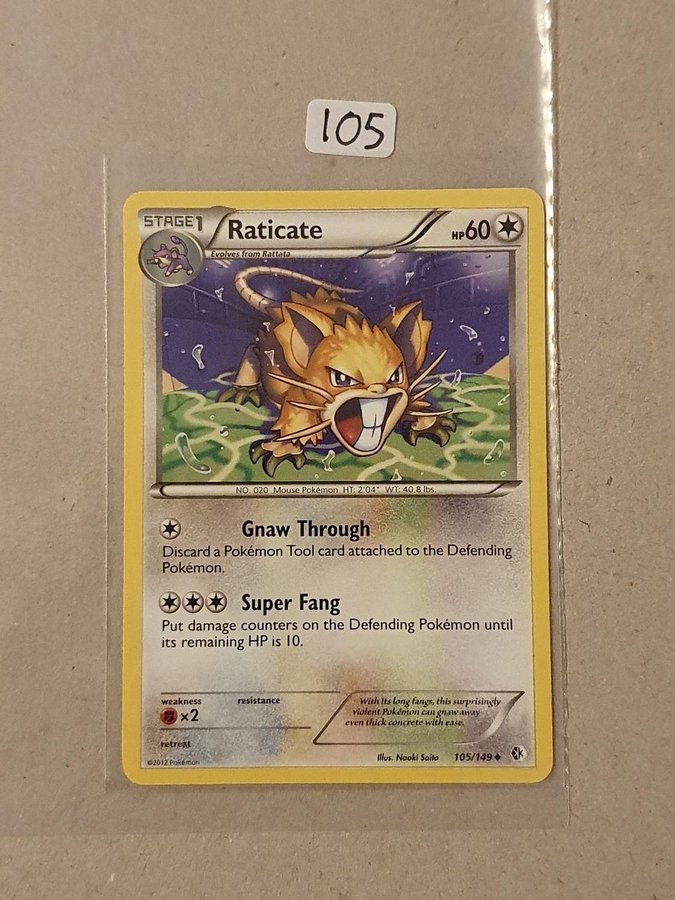 105
STAGE1
Raticate
HP60
Evolves from Rattata
NO. 020 Mouse Pokémon HT: 2'04" WT: 40.8 lbs.
Gnaw Through
Discard a Pokémon Tool card attached to the Defending
Pokémon.
Super Fang
Put damage counters on the Defending Pokémon until
its remaining HP is 10.
weakness
resistance
×2
With its long fangs, this surprisingly
violent Pokémon can gnaw away
even thick concrete with ease.
retreat
Illus. Naoki Saito
105/149
©2012 Pokémon